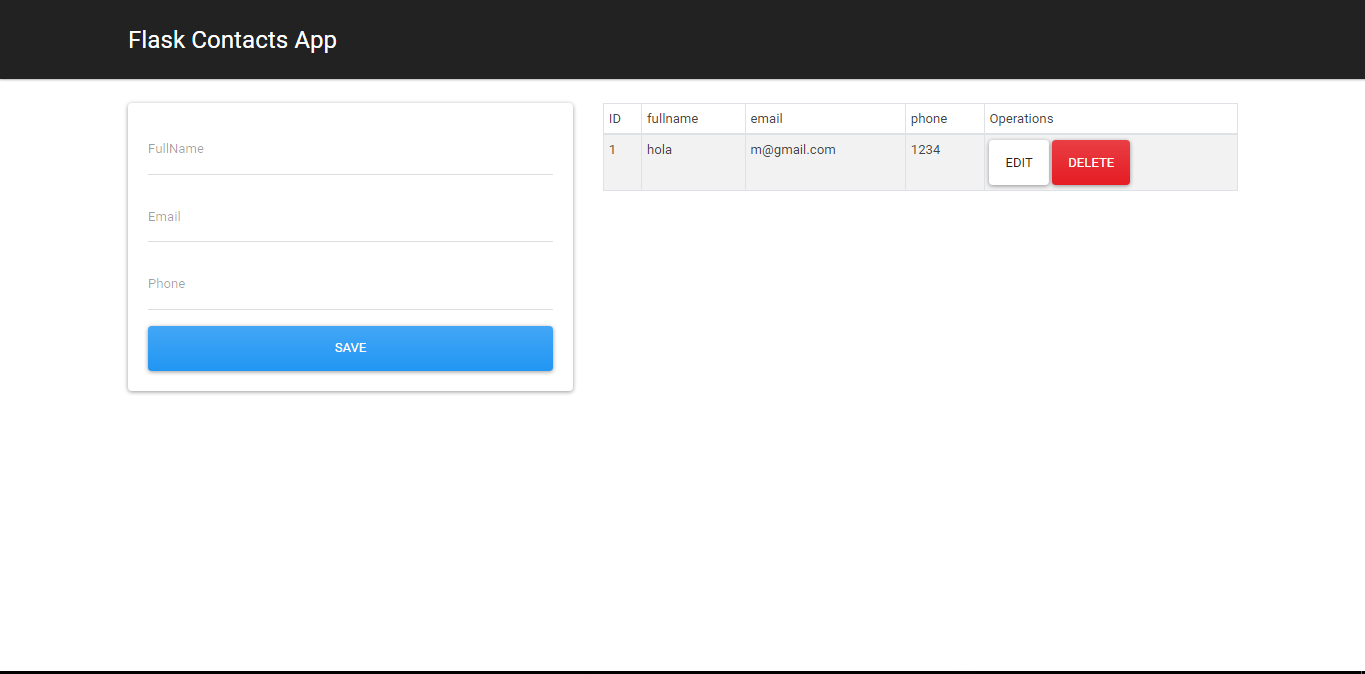 Flask Contacts App
FullName
Email
Phone
SAVE
ID fullname email phone Operations
1 hola m@gmail.com 1234 EDIT DELETE